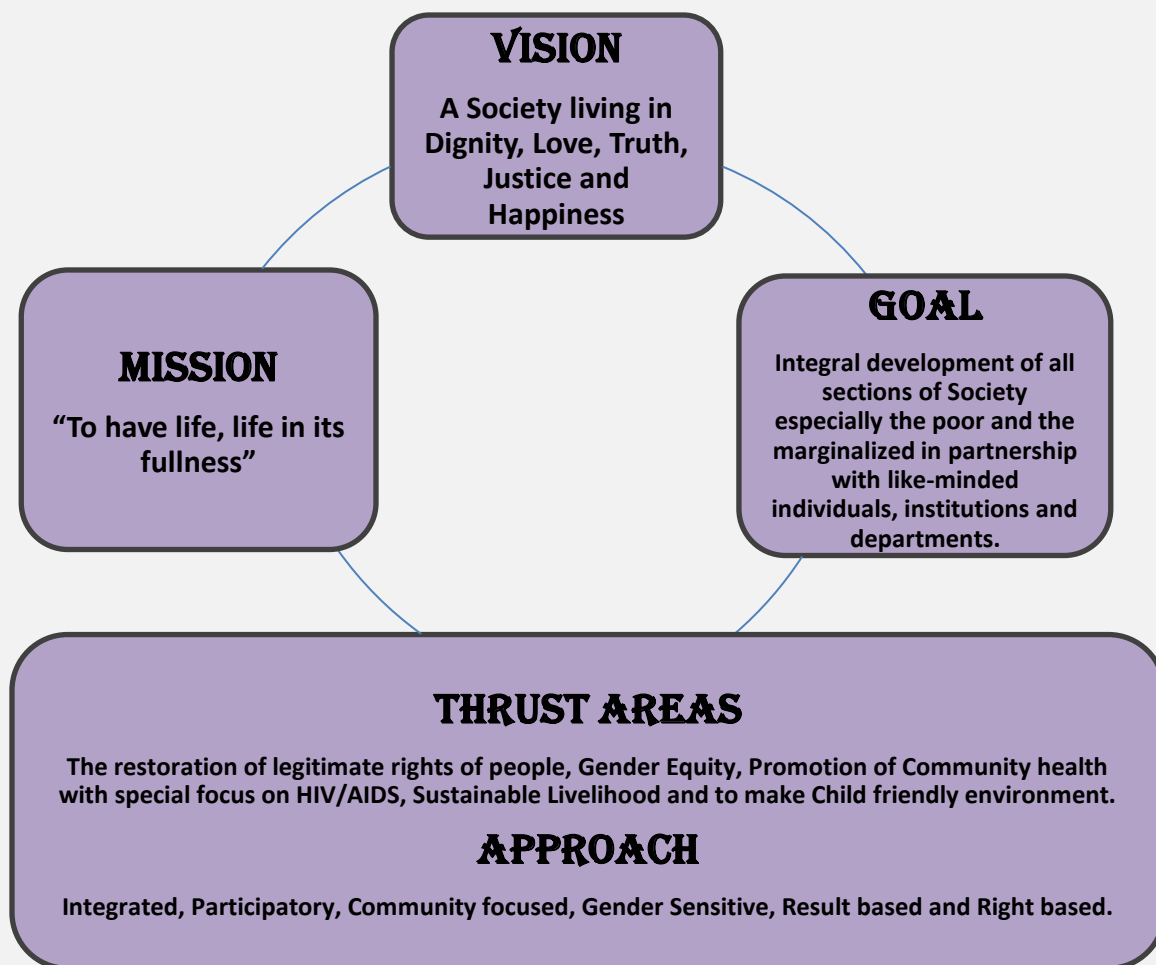 VISION
A Society living in
Dignity, Love, Truth,
Justice and
Happiness
MISSION
“To have life, life in its
fullness”
GOAL
Integral development of all
sections of Society
especially the poor and the
marginalized in partnership
with like-minded
individuals, institutions and
departments.
THRUST AREAS
The restoration of legitimate rights of people, Gender Equity, Promotion of Community health
with special focus on HIV/AIDS, Sustainable Livelihood and to make Child friendly environment.
APPROACH
Integrated, Participatory, Community focused, Gender Sensitive, Result based and Right based.